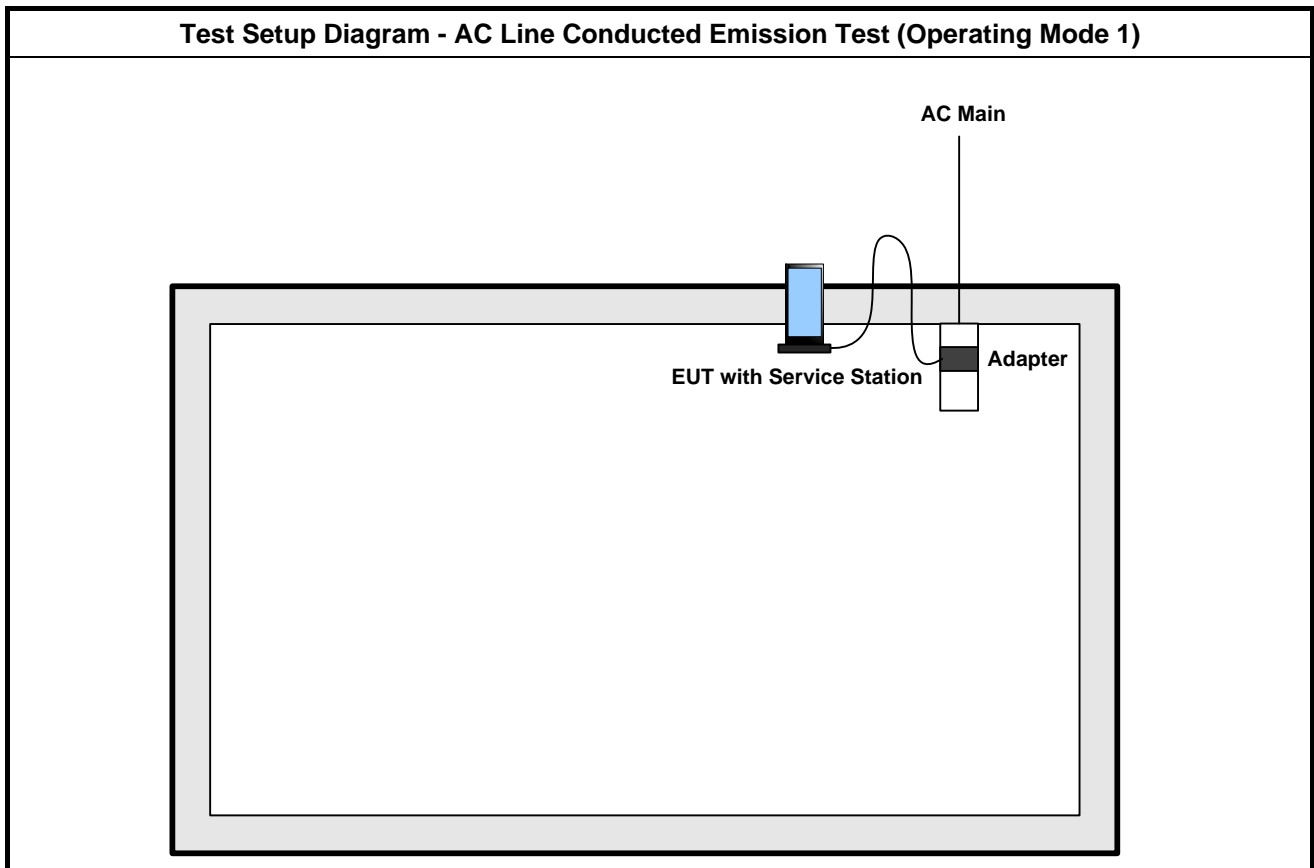 Test Setup Diagram - AC Line Conducted Emission Test (Operating Mode 1)
AC Main
Adapter
EUT with Service Station